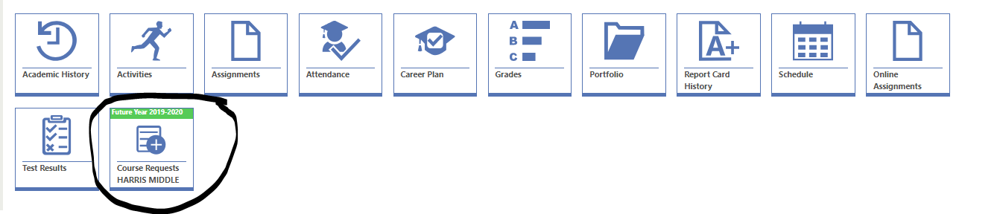 A
B
C
A+
Academic History
Activities
Assignments
Attendance
Career Plan
Grades
Portfolio
Report Card
History
Schedule
Online
Assignments
Future Year 2019-2020
Test Results
Course Requests
HARRIS MIDDLE